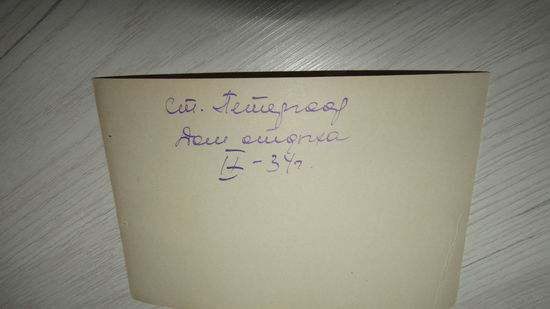 Ст. Петергоф
Дом отдыха
II - 34г.